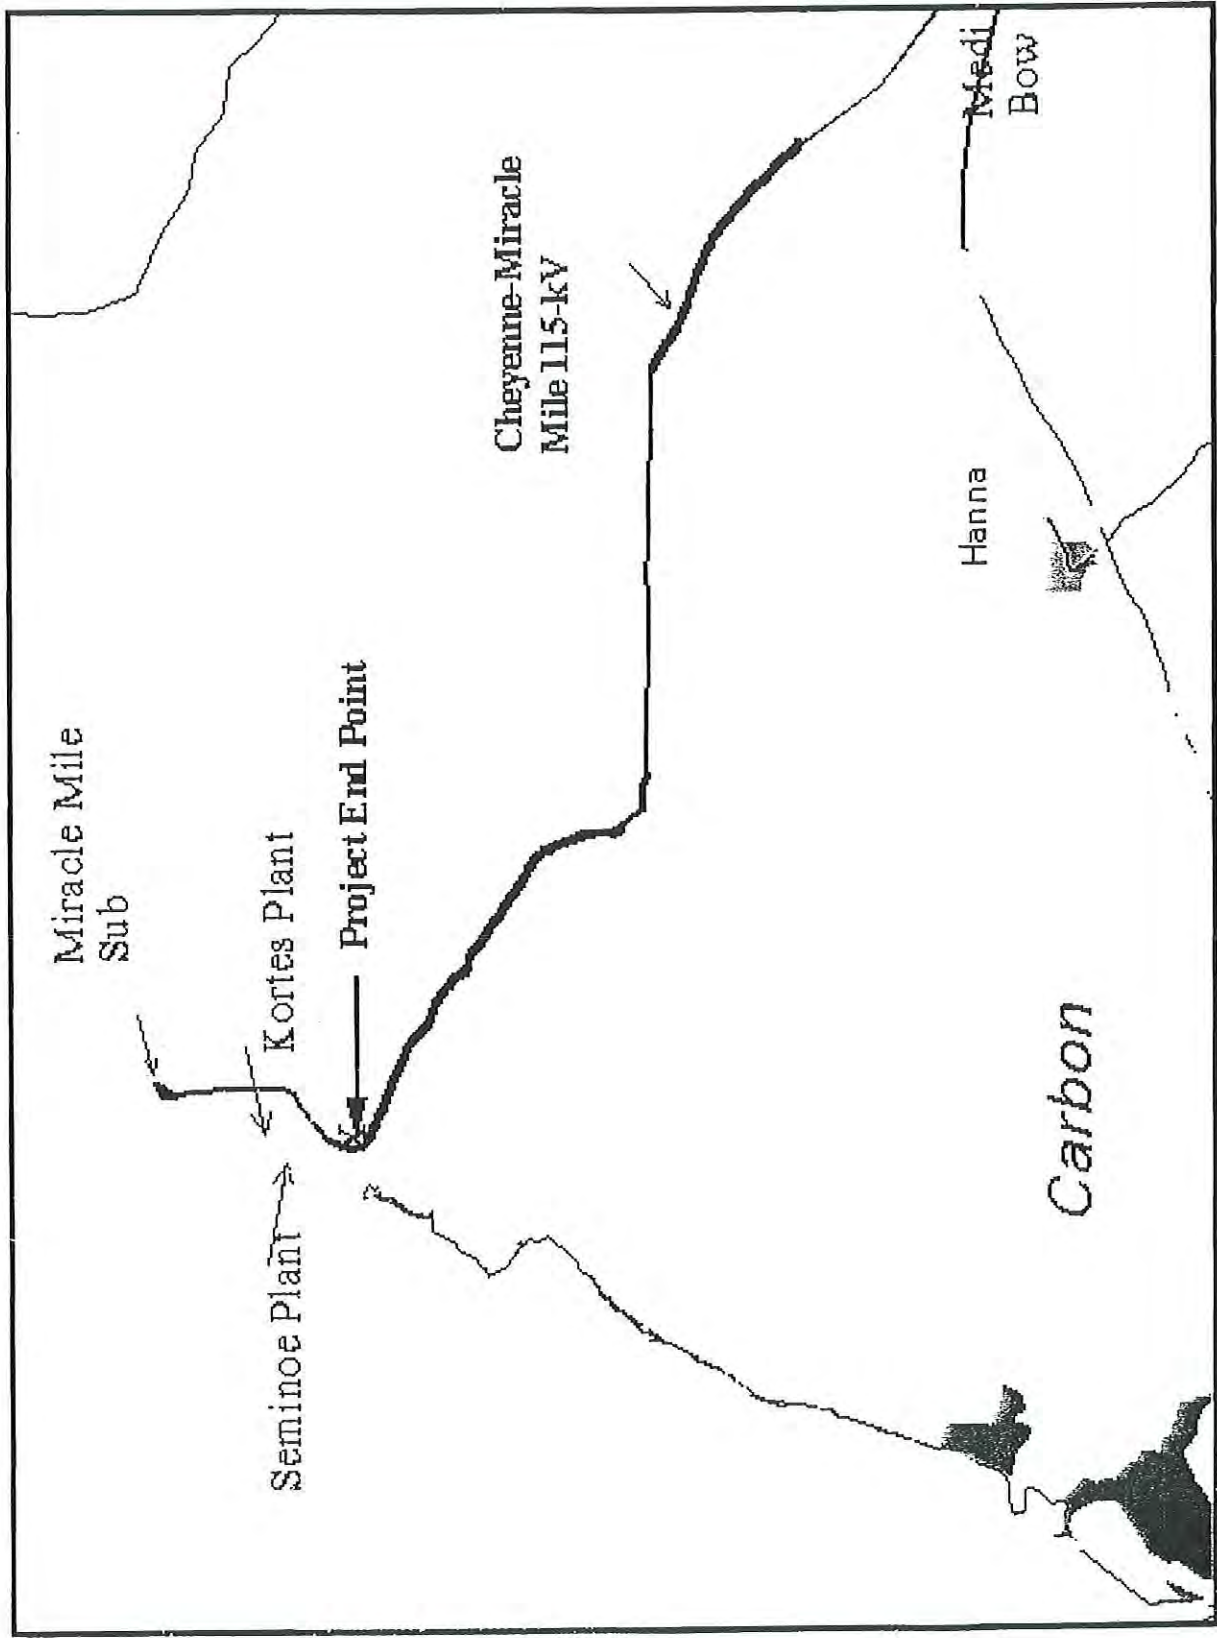 Miracle Mile
Sub
Kortes Plant
Seminoe Plant
Project End Point
Cheyenne-Miracle
Mile 115-kV
Hanna
Medi
Bow
Carbon